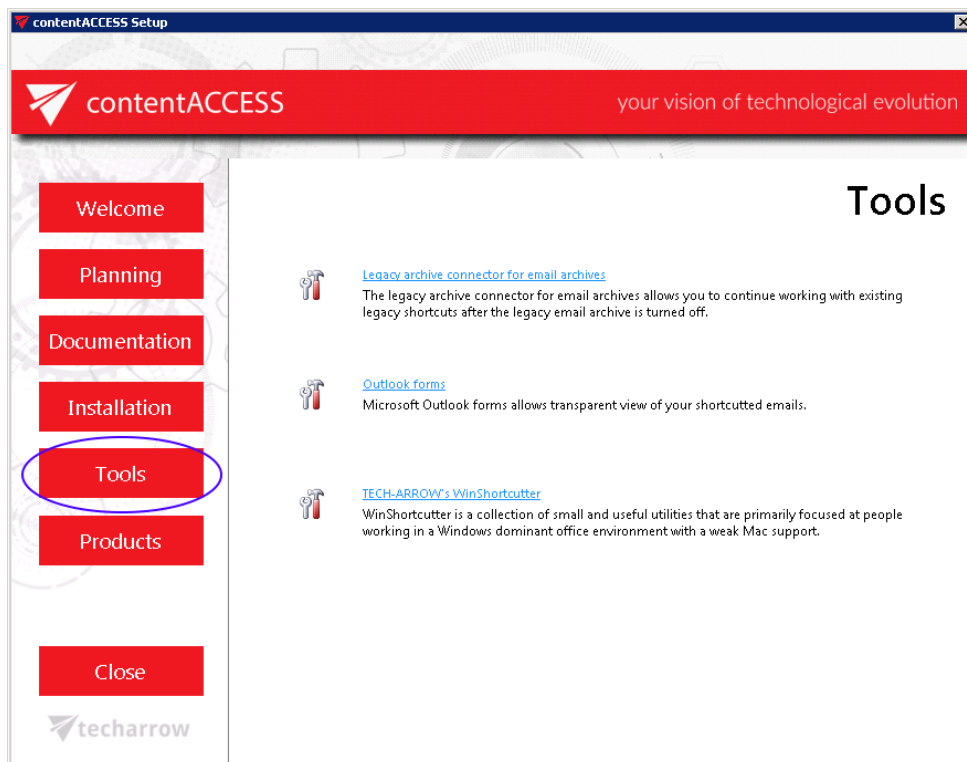 contentACCESS Setup
contentACCESS
your vision of technological evolution
Welcome
Planning
Documentation
Installation
Tools
Products
Close
techarrow
Tools
Legacy archive connector for email archives
The legacy archive connector for email archives allows you to continue working with existing
legacy shortcuts after the legacy email archive is turned off.
Outlook forms
Microsoft Outlook forms allows transparent view of your shortcutted emails.
TECH-ARROW's WinShortcutter
WinShortcutter is a collection of small and useful utilities that are primarily focused at people
working in a Windows dominant office environment with a weak Mac support.